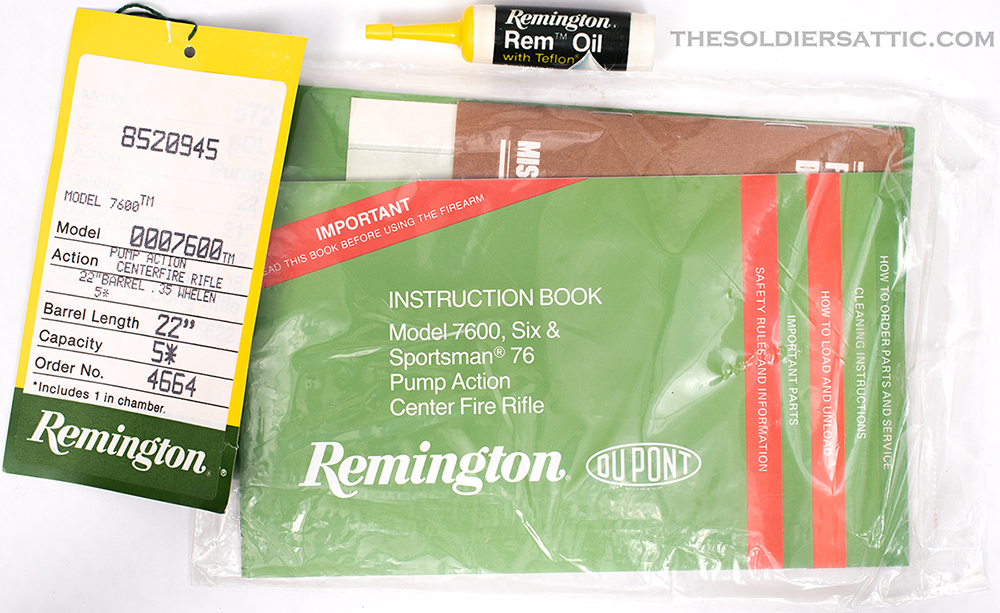 Remington®
Rem™ Oil
with Teflon®
THESOLDIERSATTIC.COM
8520945
MODEL 7600™
Model 0007600™
Action PUMP ACTION
CENTERFIRE RIFLE
22"BARREL .35 WHELEN
5*
Barrel Length 22"
Capacity 5*
Order No. 4664
*Includes 1 in chamber.
Remington®
MIS
IMPORTANT
EAD THIS BOOK BEFORE USING THE FIREARM
INSTRUCTION BOOK
Model 7600, Six &
Sportsman® 76
Pump Action
Center Fire Rifle
Remington® DU PONT
SAFETY RULES AND INFORMATION
IMPORTANT PARTS
HOW TO LOAD AND UNLOAD
CLEANING INSTRUCTIONS
HOW TO ORDER PARTS AND SERVICE